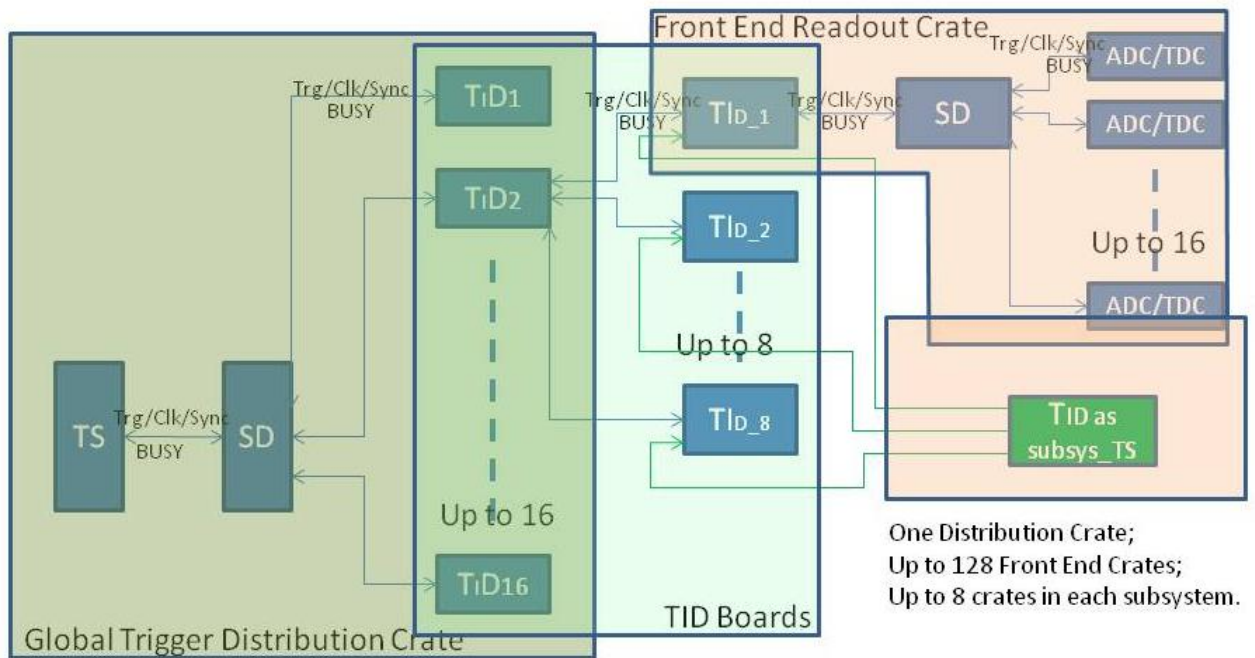 Front End Readout Crate
Trg/Clk/Sync
BUSY
ADC/TDC
Trg/Clk/Sync
BUSY
TID1
Trg/Clk/Sync
BUSY
TID_1
Trg/Clk/Sync
BUSY
SD
ADC/TDC
TID2
TID_2
Up to 16
ADC/TDC
Up to 8
TS
Trg/Clk/Sync
BUSY
SD
TID_8
TID as
subsys_TS
Up to 16
TID16
One Distribution Crate;
Up to 128 Front End Crates;
Up to 8 crates in each subsystem.
TID Boards
Global Trigger Distribution Crate